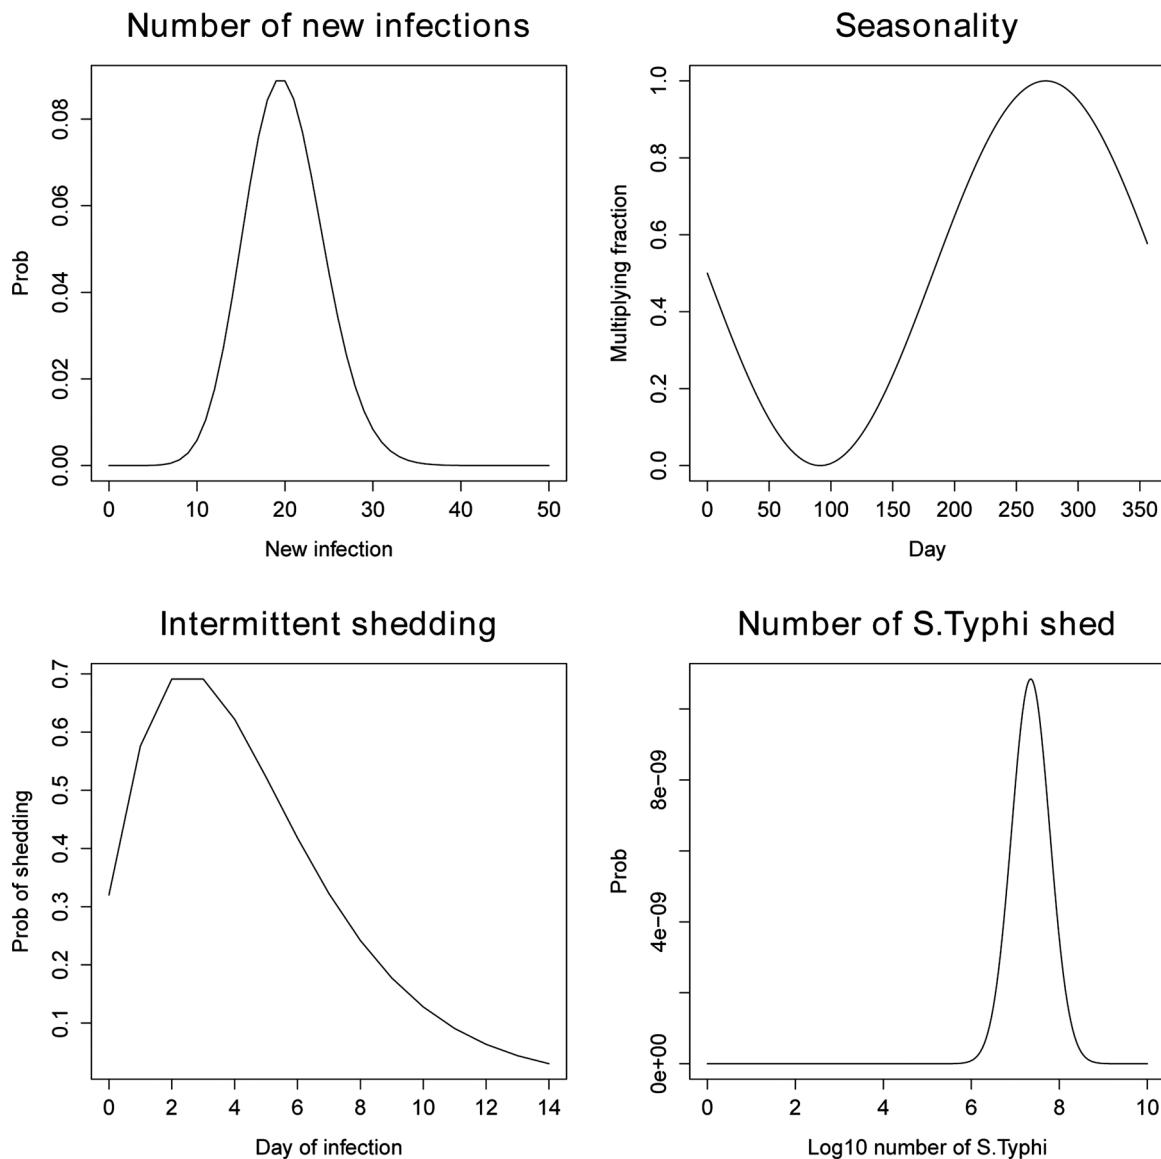 Number of new infections
Prob
0.00 0.02 0.04 0.06 0.08
0 10 20 30 40 50
New infection
Seasonality
Multiplying fraction
0.0 0.2 0.4 0.6 0.8 1.0
0 50 100 150 200 250 300 350
Day
Intermittent shedding
Prob of shedding
0.1 0.2 0.3 0.4 0.5 0.6 0.7
0 2 4 6 8 10 12 14
Day of infection
Number of S.Typhi shed
Prob
0e+00 4e−09 8e−09
0 2 4 6 8 10
Log10 number of S.Typhi